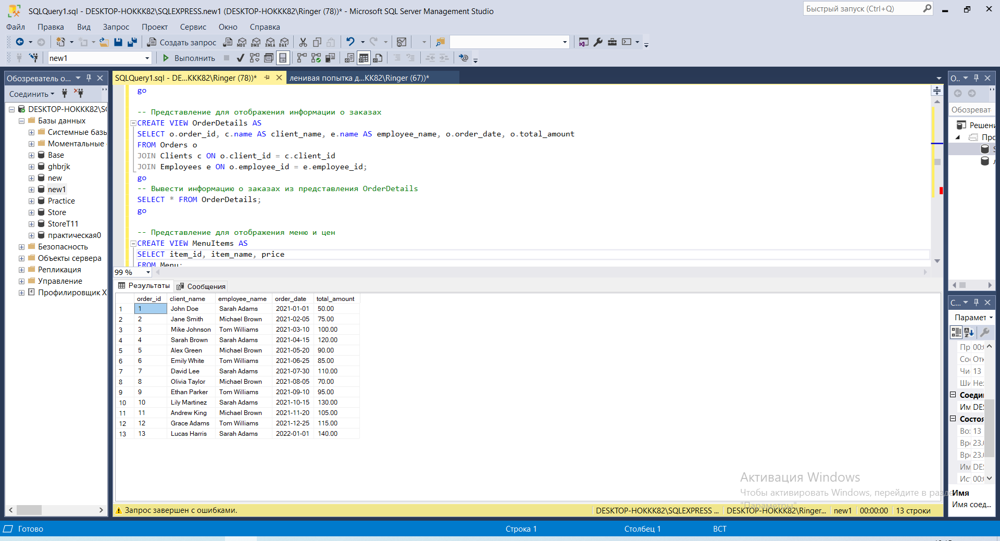 SQLQuery1.sql - DESKTOP-HOKKK82\SQLEXPRESS.new1 (DESKTOP-HOKKK82\Ringer (78))* - Microsoft SQL Server Management Studio
Быстрый запуск (Ctrl+Q)
Файл Правка Вид Запрос Проект Сервис Окно Справка
Создать запрос
new1 Выполнить
Обозреватель о...
SQLQuery1.sql - DE...KKK82\Ringer (78))*
ленивая попытка д...KK82\Ringer (67))*
Соединить
DESKTOP-HOKKK82\S
Базы данных
Системные базы
Моментальные
Base
ghbrjk
new
new1
Practice
Store
StoreT11
практическая0
Безопасность
Объекты сервера
Репликация
Управление
Профилировщик X
go
-- Представление для отображения информации о заказах
CREATE VIEW OrderDetails AS
SELECT o.order_id, c.name AS client_name, e.name AS employee_name, o.order_date, o.total_amount
FROM Orders o
JOIN Clients c ON o.client_id = c.client_id
JOIN Employees e ON o.employee_id = e.employee_id;
go
-- Вывести информацию о заказах из представления OrderDetails
SELECT * FROM OrderDetails;
go
-- Представление для отображения меню и цен
CREATE VIEW MenuItems AS
SELECT item_id, item_name, price
FROM Menu;
99 %
Результаты Сообщения
order_id client_name employee_name order_date total_amount
1 1 John Doe Sarah Adams 2021-01-01 50.00
2 2 Jane Smith Michael Brown 2021-02-05 75.00
3 3 Mike Johnson Tom Williams 2021-03-10 100.00
4 4 Sarah Brown Sarah Adams 2021-04-15 120.00
5 5 Alex Green Michael Brown 2021-05-20 90.00
6 6 Emily White Tom Williams 2021-06-25 85.00
7 7 David Lee Sarah Adams 2021-07-30 110.00
8 8 Olivia Taylor Michael Brown 2021-08-05 70.00
9 9 Ethan Parker Tom Williams 2021-09-10 95.00
10 10 Lily Martinez Sarah Adams 2021-10-15 130.00
11 11 Andrew King Michael Brown 2021-11-20 105.00
12 12 Grace Adams Tom Williams 2021-12-25 115.00
13 13 Lucas Harris Sarah Adams 2022-01-01 140.00
О..
Обозреват
Решени
Про
С...
Парамет
Пр 00:
Сос Отк
Чи 13
Ши Не
Соеди
Им DE
Состоя
Во: 13
Вре 23.
Вре 23.
Им DE
Ис 00:
Имя
Имя соед...
Активация Windows
Чтобы активировать Windows, перейдите в раздел
"Параметры".
Запрос завершен с ошибками.
DESKTOP-HOKKK82\SQLEXPRESS ... DESKTOP-HOKKK82\Ringer... new1 00:00:00 13 строки
Готово Строка 1 Столбец 1 ВСТ